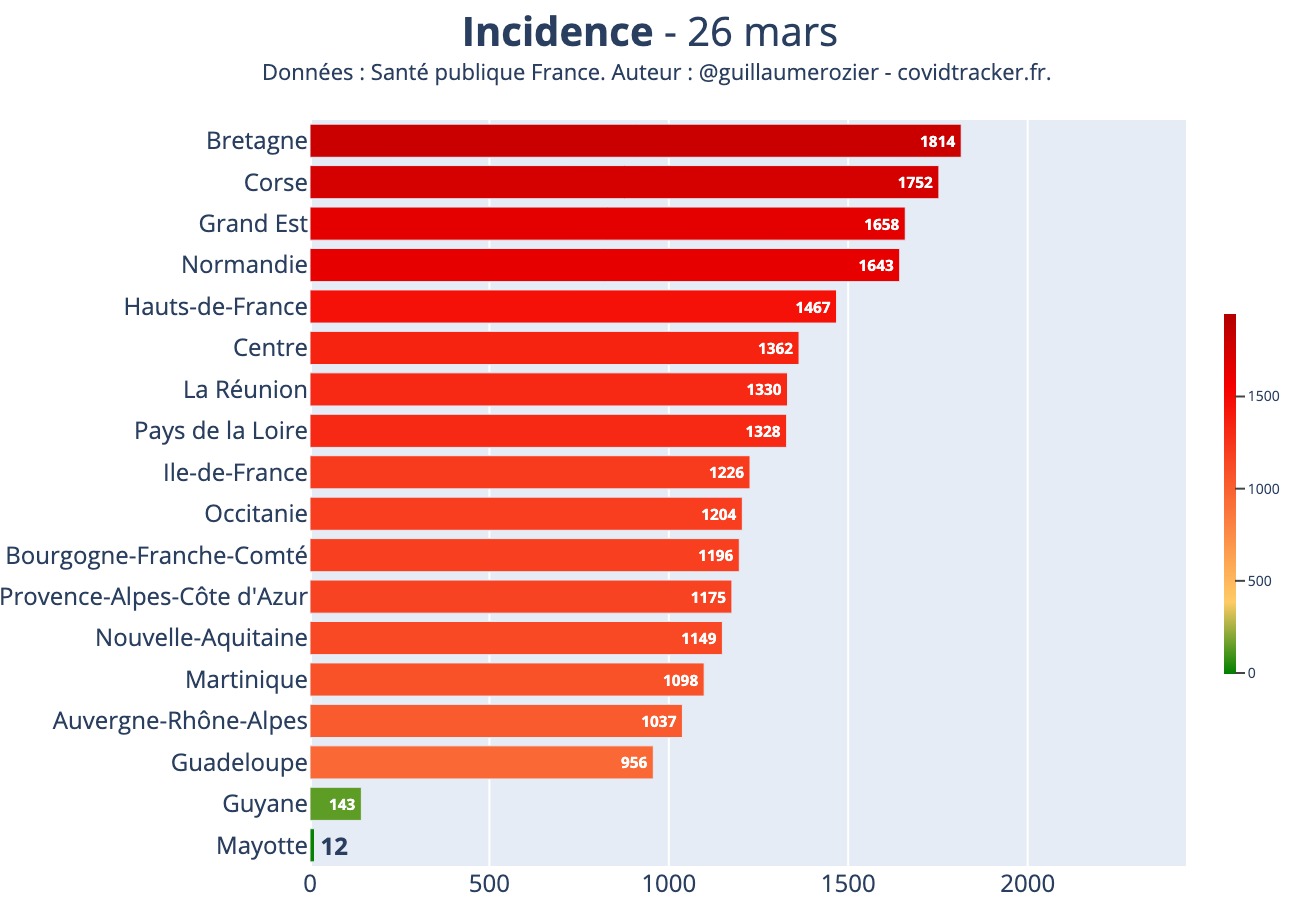 Incidence - 26 mars
Données : Santé publique France. Auteur : @guillaumerozier - covidtracker.fr.
Bretagne 1814
Corse 1752
Grand Est 1658
Normandie 1643
Hauts-de-France 1467
Centre 1362
La Réunion 1330
Pays de la Loire 1328
Ile-de-France 1226
Occitanie 1204
Bourgogne-Franche-Comté 1196
Provence-Alpes-Côte d'Azur 1175
Nouvelle-Aquitaine 1149
Martinique 1098
Auvergne-Rhône-Alpes 1037
Guadeloupe 956
Guyane 143
Mayotte 12
0 500 1000 1500 2000
1500
1000
500
0